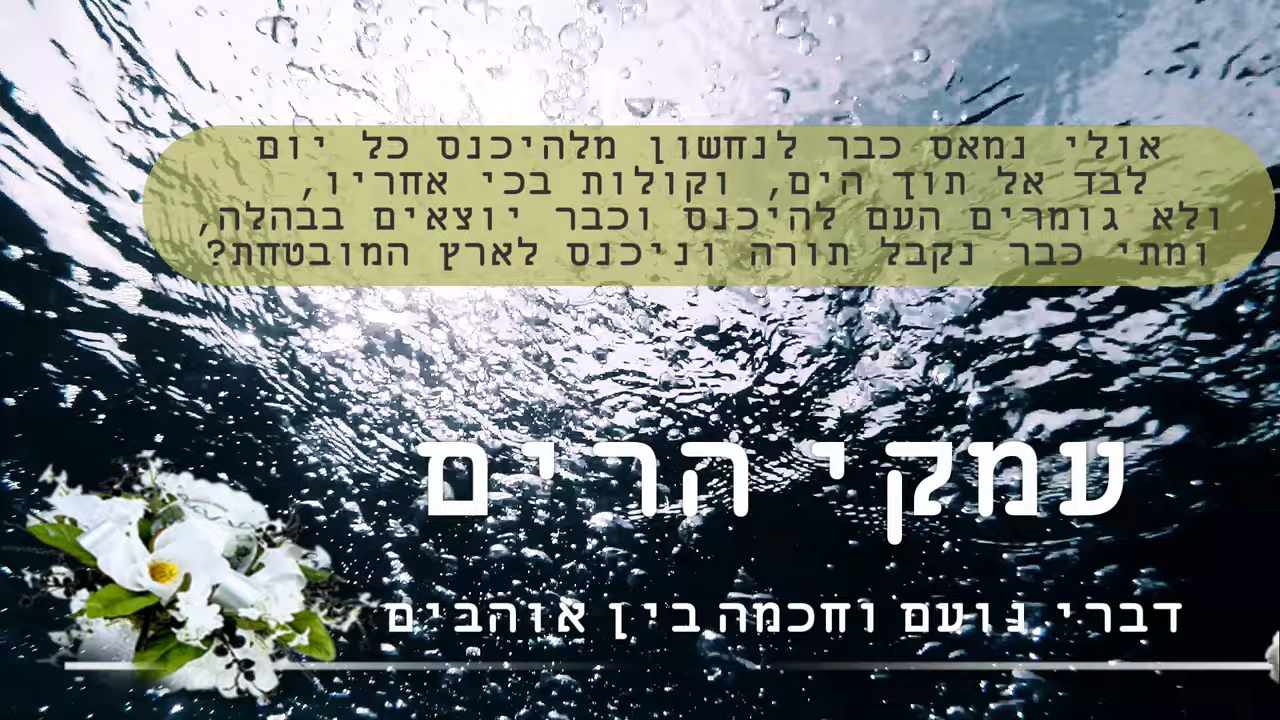 אולי נמאס כבר לנחשון מלהיכנס כל יום
לבד אל תוך הים, וקולות בכי אחריו,
ולא גומרים העם להיכנס וכבר יוצאים בבהלה,
ומתי כבר נקבל תורה וניכנס לארץ המובטחת?
עמקי הרים
דברי נועם וחכמה בין אוהבים